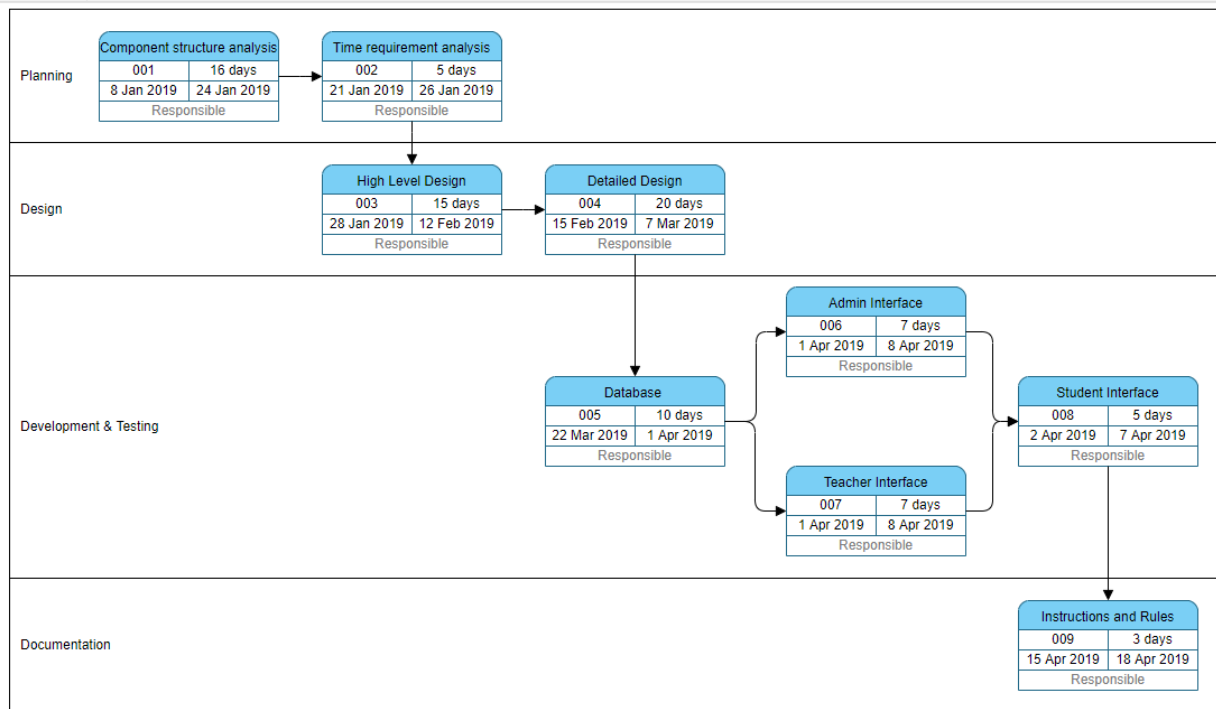 Planning
Component structure analysis
001 16 days
8 Jan 2019 24 Jan 2019
Responsible
Time requirement analysis
002 5 days
21 Jan 2019 26 Jan 2019
Responsible
Design
High Level Design
003 15 days
28 Jan 2019 12 Feb 2019
Responsible
Detailed Design
004 20 days
15 Feb 2019 7 Mar 2019
Responsible
Development & Testing
Database
005 10 days
22 Mar 2019 1 Apr 2019
Responsible
Admin Interface
006 7 days
1 Apr 2019 8 Apr 2019
Responsible
Teacher Interface
007 7 days
1 Apr 2019 8 Apr 2019
Responsible
Student Interface
008 5 days
2 Apr 2019 7 Apr 2019
Responsible
Documentation
Instructions and Rules
009 3 days
15 Apr 2019 18 Apr 2019
Responsible